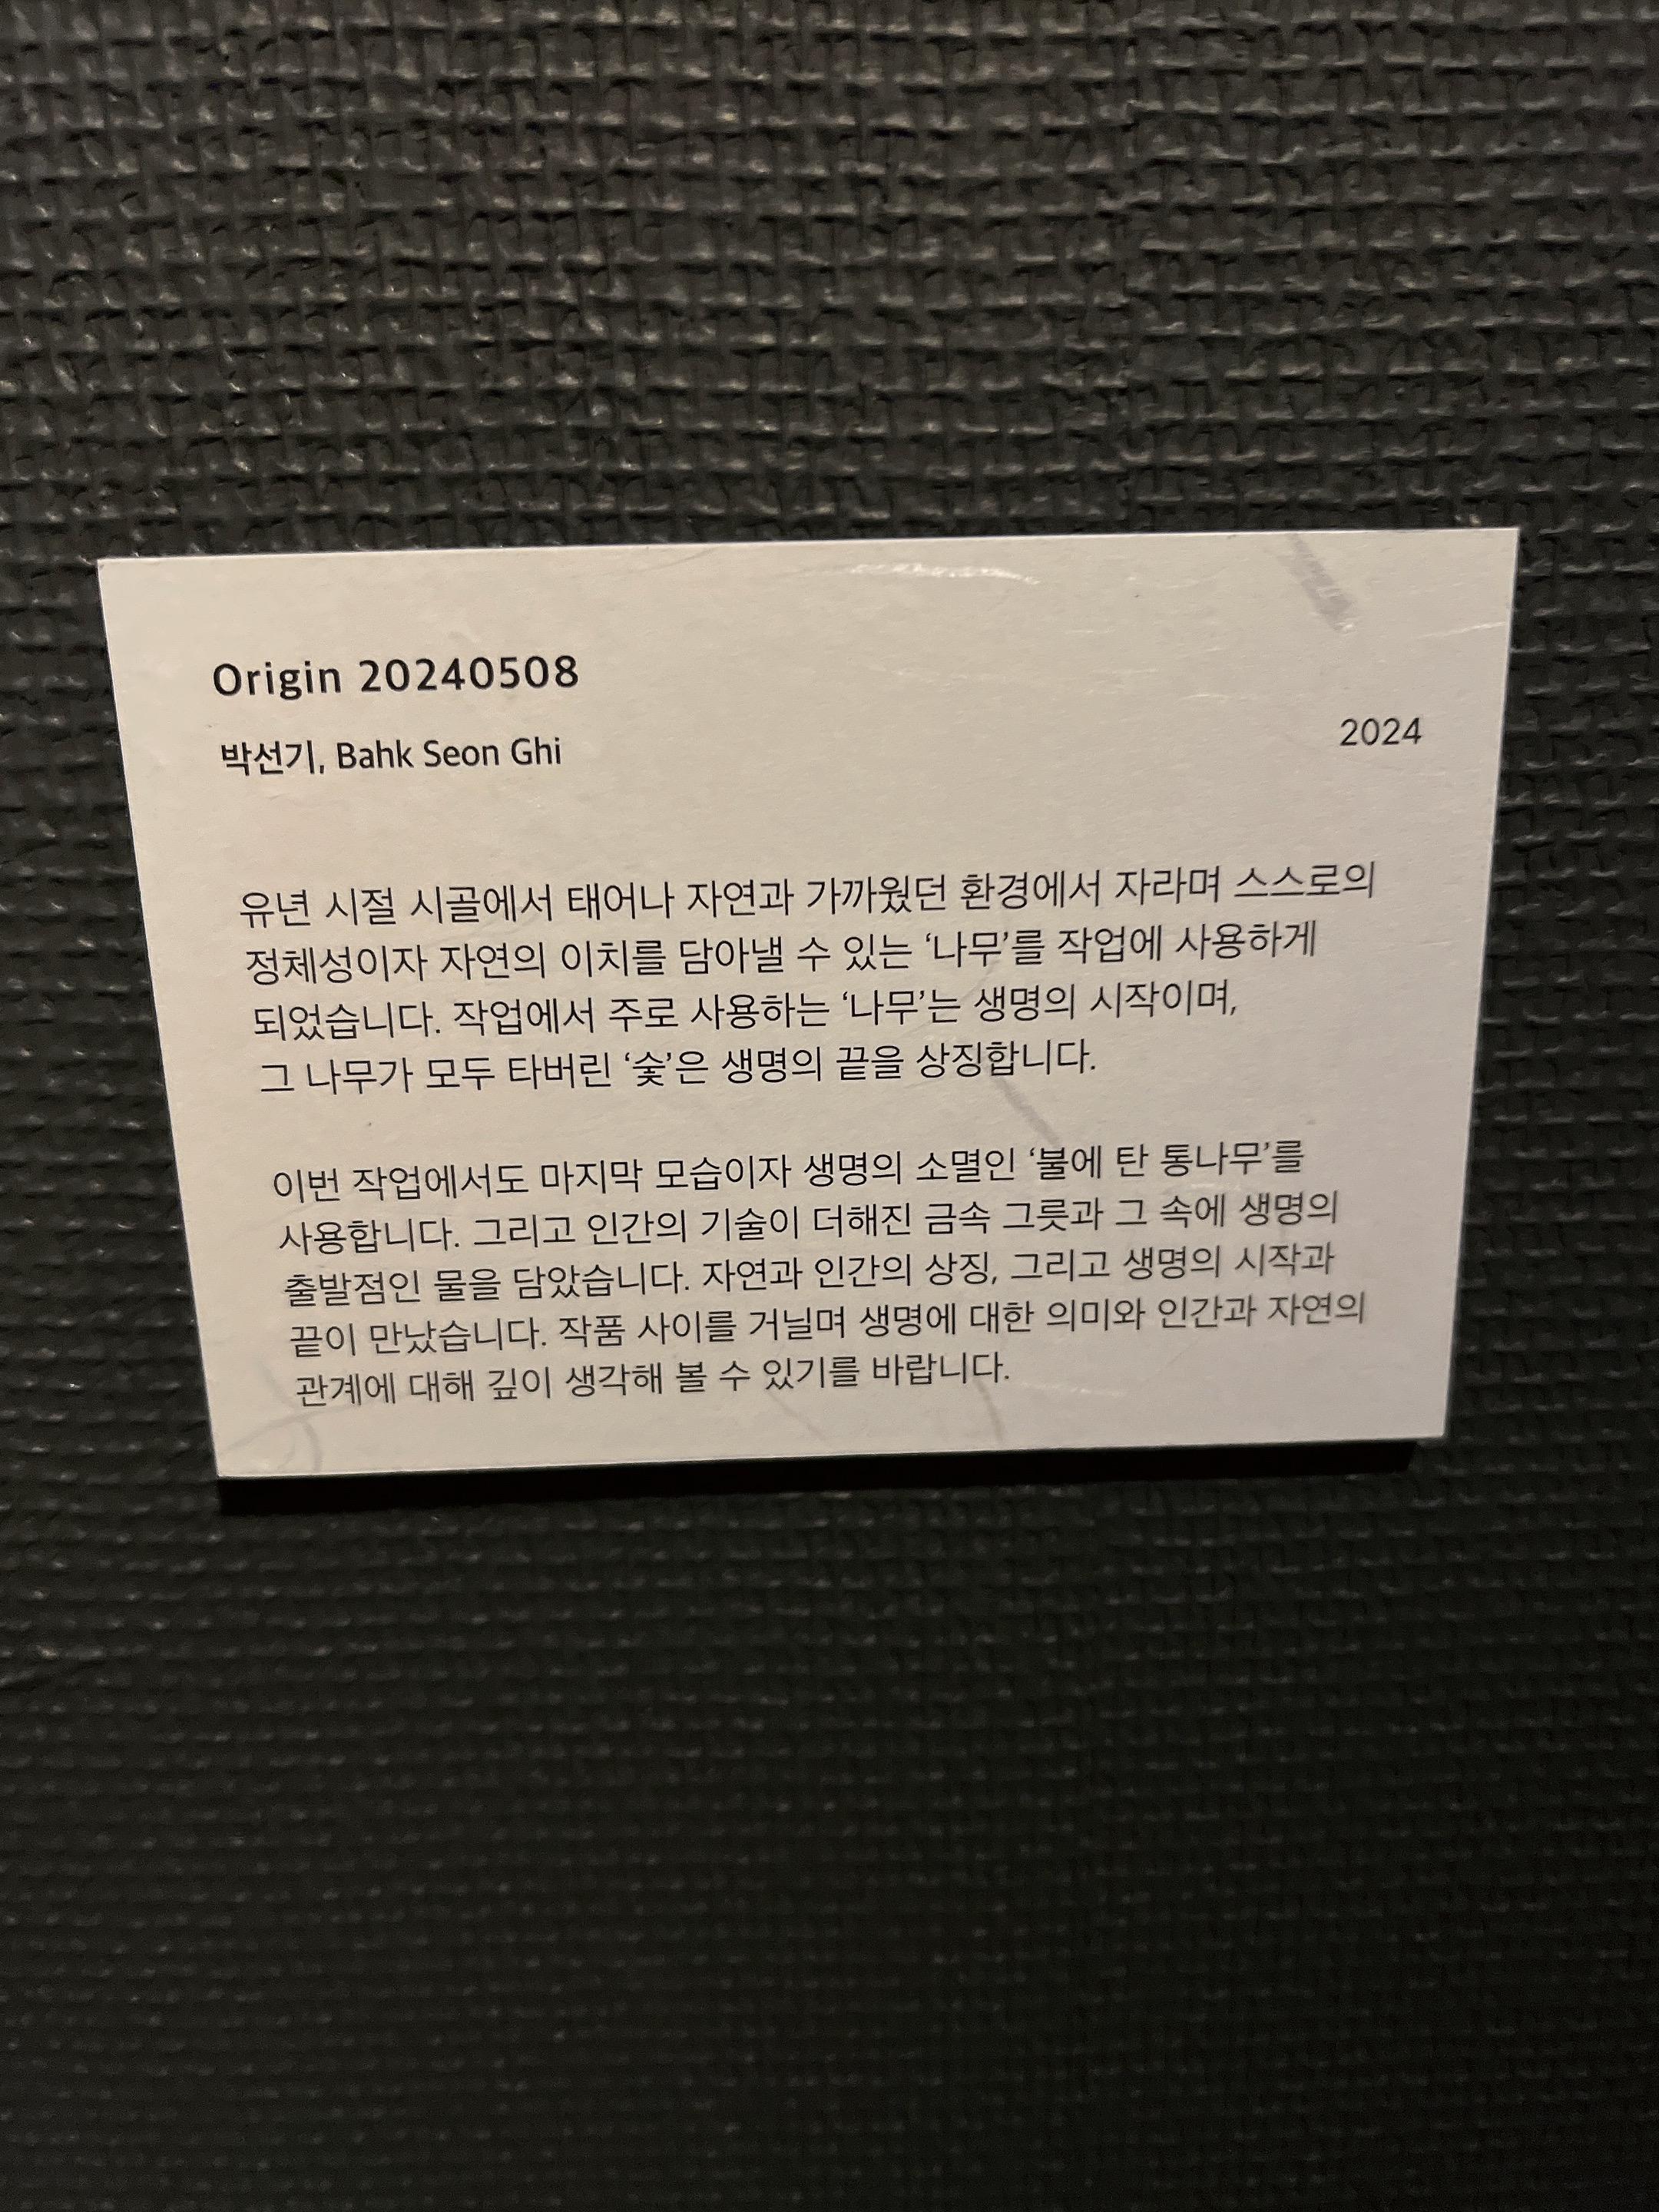 Origin 20240508
박선기, Bahk Seon Ghi
2024
유년 시절 시골에서 태어나 자연과 가까웠던 환경에서 자라며 스스로의
정체성이자 자연의 이치를 담아낼 수 있는 ‘나무’를 작업에 사용하게
되었습니다. 작업에서 주로 사용하는 ‘나무’는 생명의 시작이며,
그 나무가 모두 타버린 ‘숯’은 생명의 끝을 상징합니다.
이번 작업에서도 마지막 모습이자 생명의 소멸인 ‘불에 탄 통나무’를
사용합니다. 그리고 인간의 기술이 더해진 금속 그릇과 그 속에 생명의
출발점인 물을 담았습니다. 자연과 인간의 상징, 그리고 생명의 시작과
끝이 만났습니다. 작품 사이를 거닐며 생명에 대한 의미와 인간과 자연의
관계에 대해 깊이 생각해 볼 수 있기를 바랍니다.